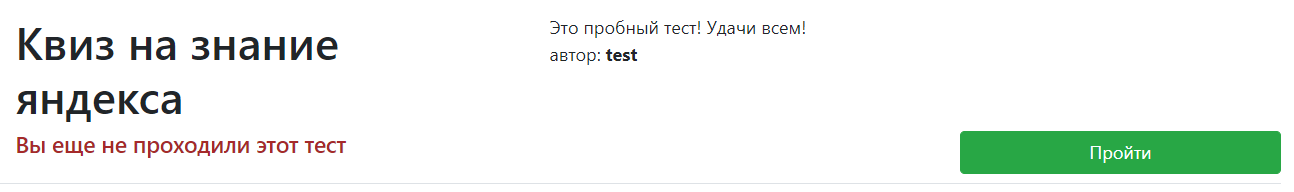 Квиз на знание
яндекса
Вы еще не проходили этот тест
Это пробный тест! Удачи всем!
автор: test
Пройти